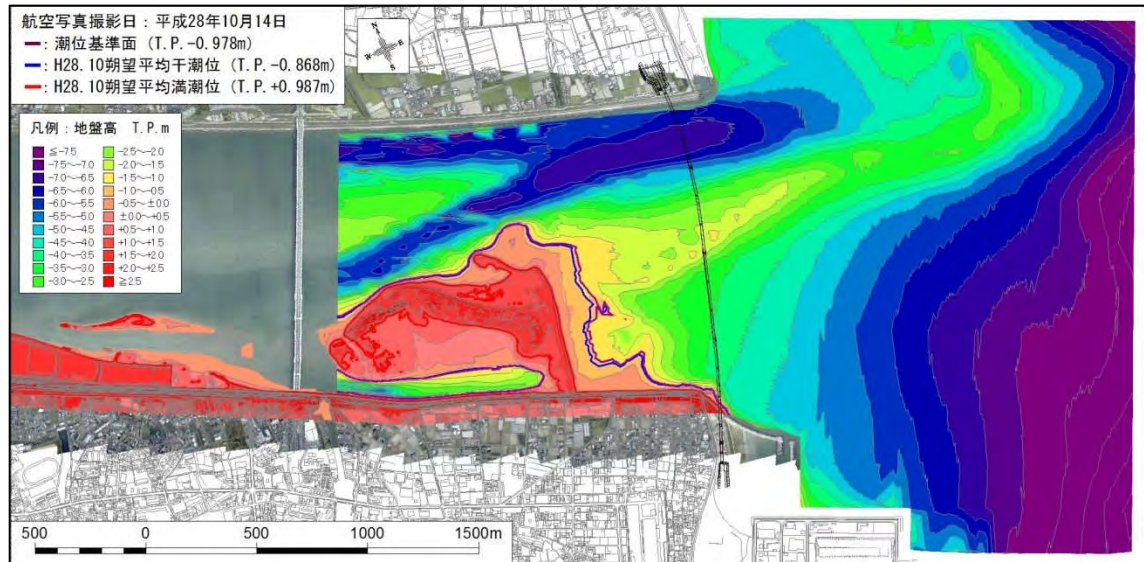 航空写真撮影日：平成28年10月14日
潮位基準面 (T.P.-0.978m)
H28.10朔望平均干潮位 (T.P.-0.868m)
H28.10朔望平均満潮位 (T.P.+0.987m)
N
W
E
S
凡例：地盤高 T.P.m
≦-7.5
-7.5～-7.0
-7.0～-6.5
-6.5～-6.0
-6.0～-5.5
-5.5～-5.0
-5.0～-4.5
-4.5～-4.0
-4.0～-3.5
-3.5～-3.0
-3.0～-2.5
-2.5～-2.0
-2.0～-1.5
-1.5～-1.0
-1.0～-0.5
-0.5～±0.0
±0.0～+0.5
+0.5～+1.0
+1.0～+1.5
+1.5～+2.0
+2.0～+2.5
≧2.5
500 0 500 1000 1500m